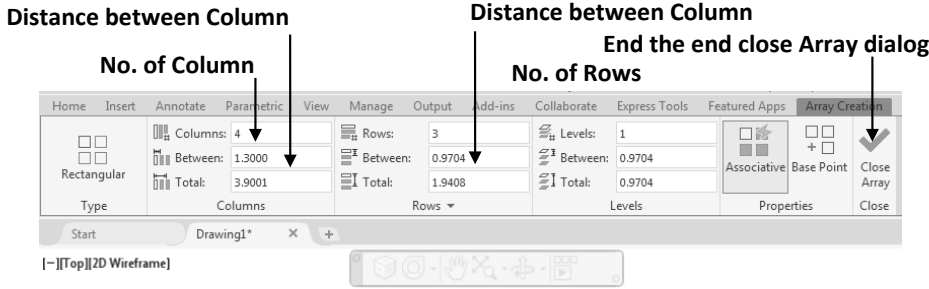 Distance between Column
Distance between Column
End the end close Array dialog
No. of Column
No. of Rows
Home Insert Annotate Parametric View Manage Output Add-ins Collaborate Express Tools Featured Apps Array Creation
Columns: 4 Rows: 3 Levels: 1
Between: 1.3000 Between: 0.9704 Between: 0.9704
Total: 3.9001 Total: 1.9408 Total: 0.9704
Rectangular
Associative Base Point Close Array
Type Columns Rows Levels Properties Close
Start Drawing1*
[−][Top][2D Wireframe]